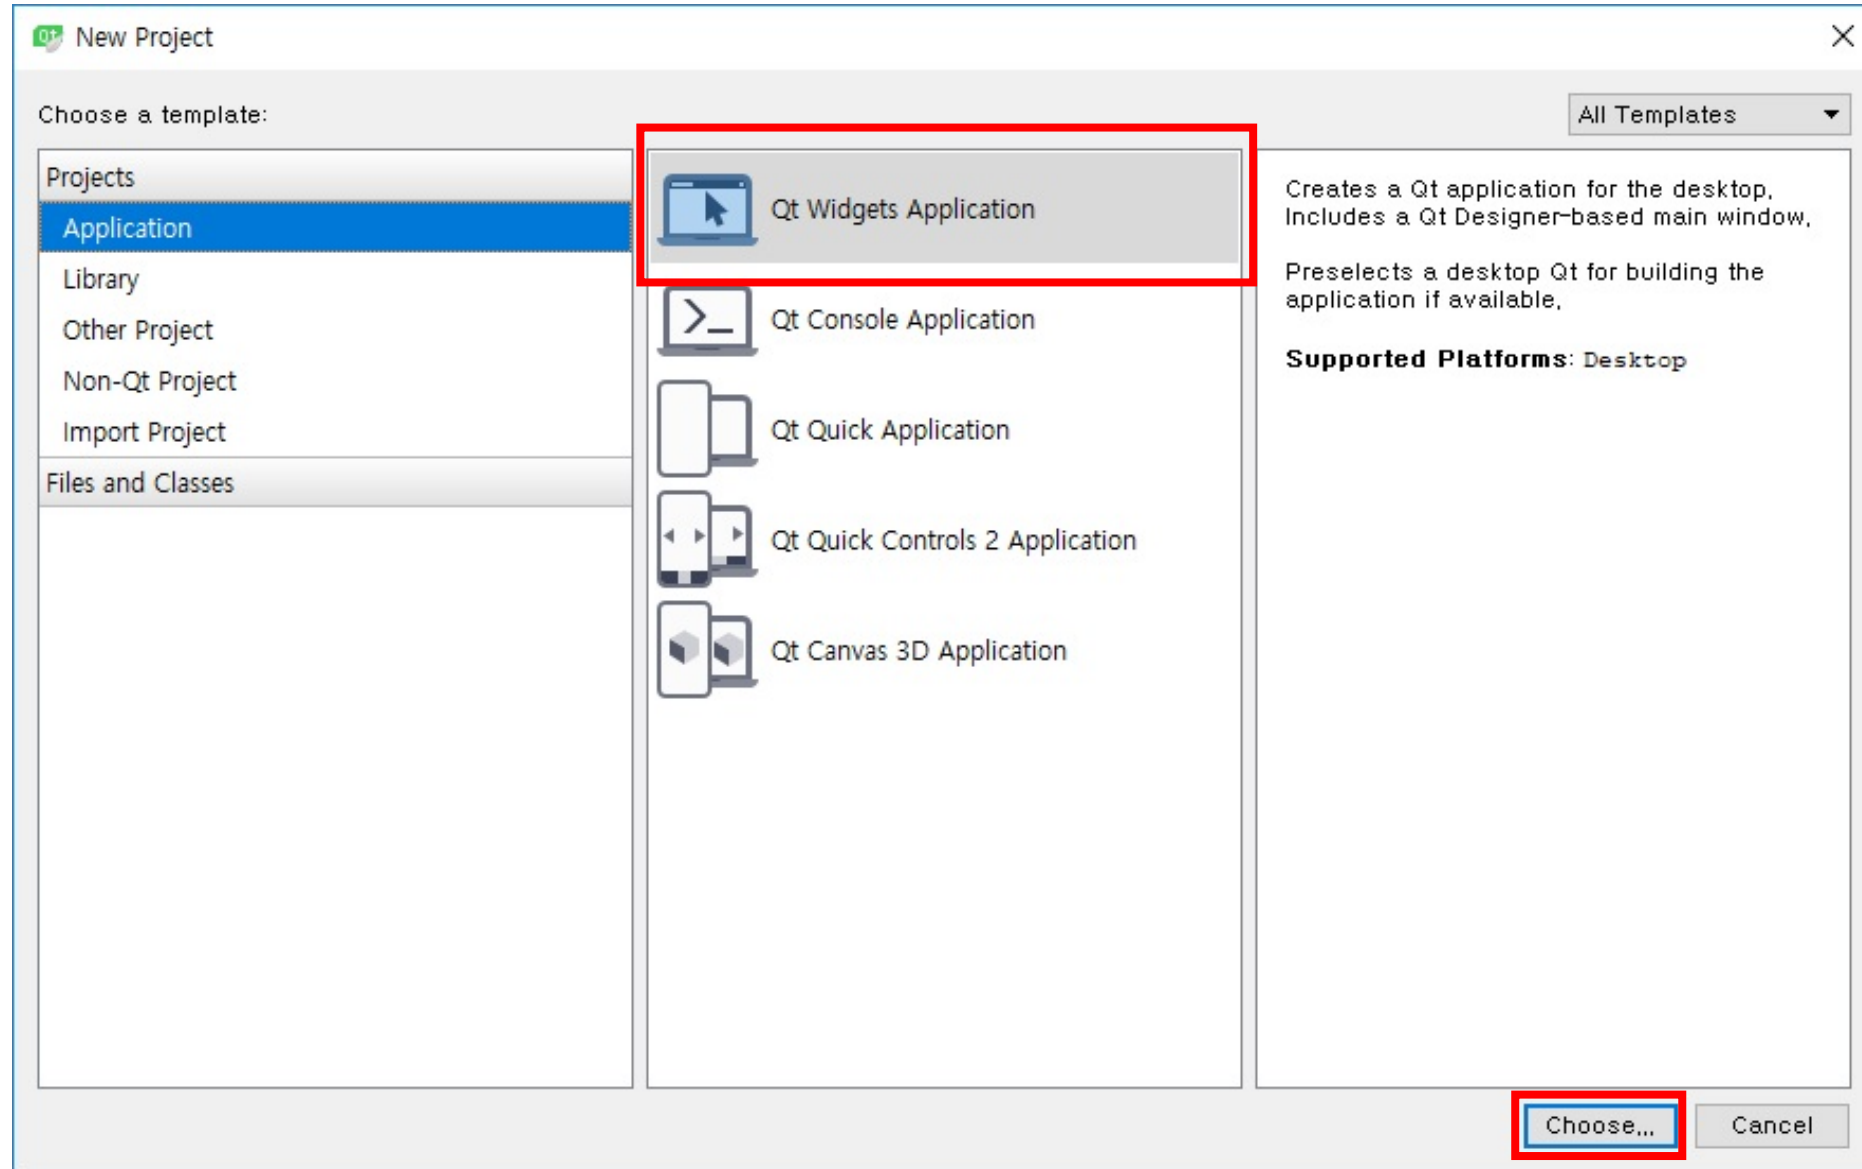 New Project
Choose a template:
All Templates
Projects
Application
Library
Other Project
Non-Qt Project
Import Project
Files and Classes
Qt Widgets Application
Qt Console Application
Qt Quick Application
Qt Quick Controls 2 Application
Qt Canvas 3D Application
Creates a Qt application for the desktop,
Includes a Qt Designer-based main window,
Preselects a desktop Qt for building the
application if available,
Supported Platforms: Desktop
Choose,,,
Cancel